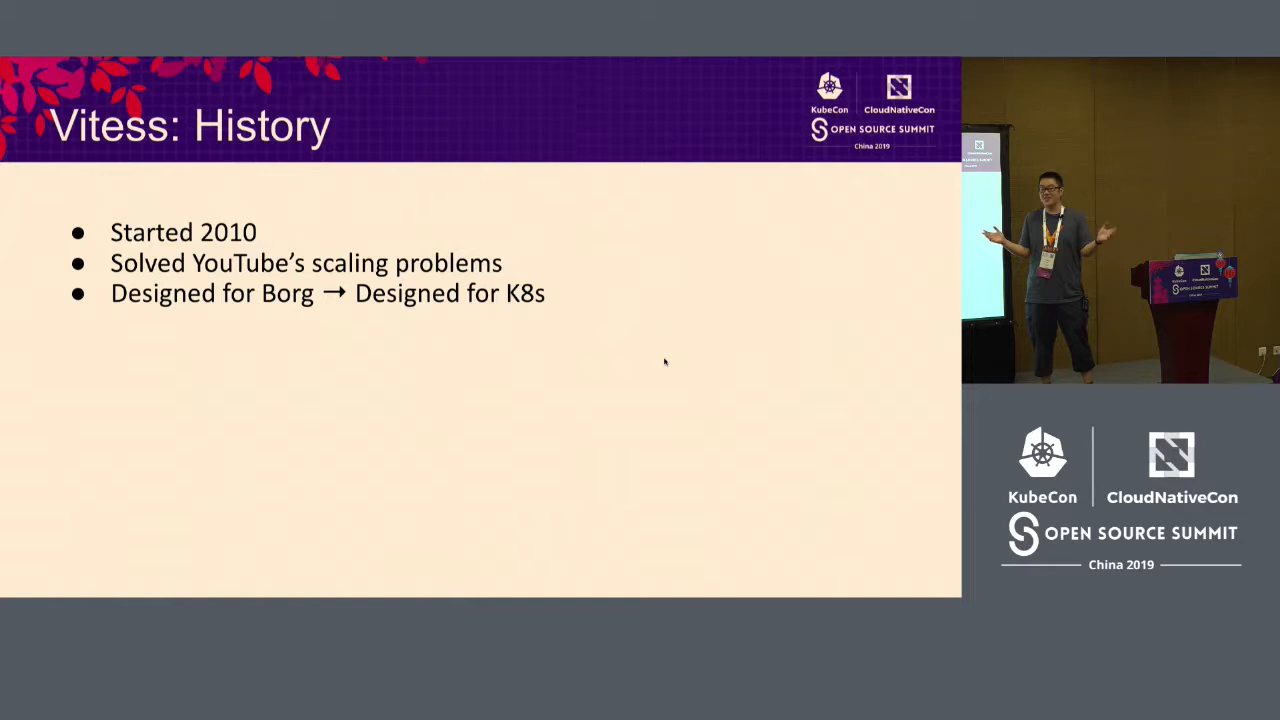 Vitess: History
KubeCon
CloudNativeCon
OPEN SOURCE SUMMIT
China 2019
● Started 2010
● Solved YouTube’s scaling problems
● Designed for Borg → Designed for K8s
KubeCon
CloudNativeCon
OPEN SOURCE SUMMIT
China 2019